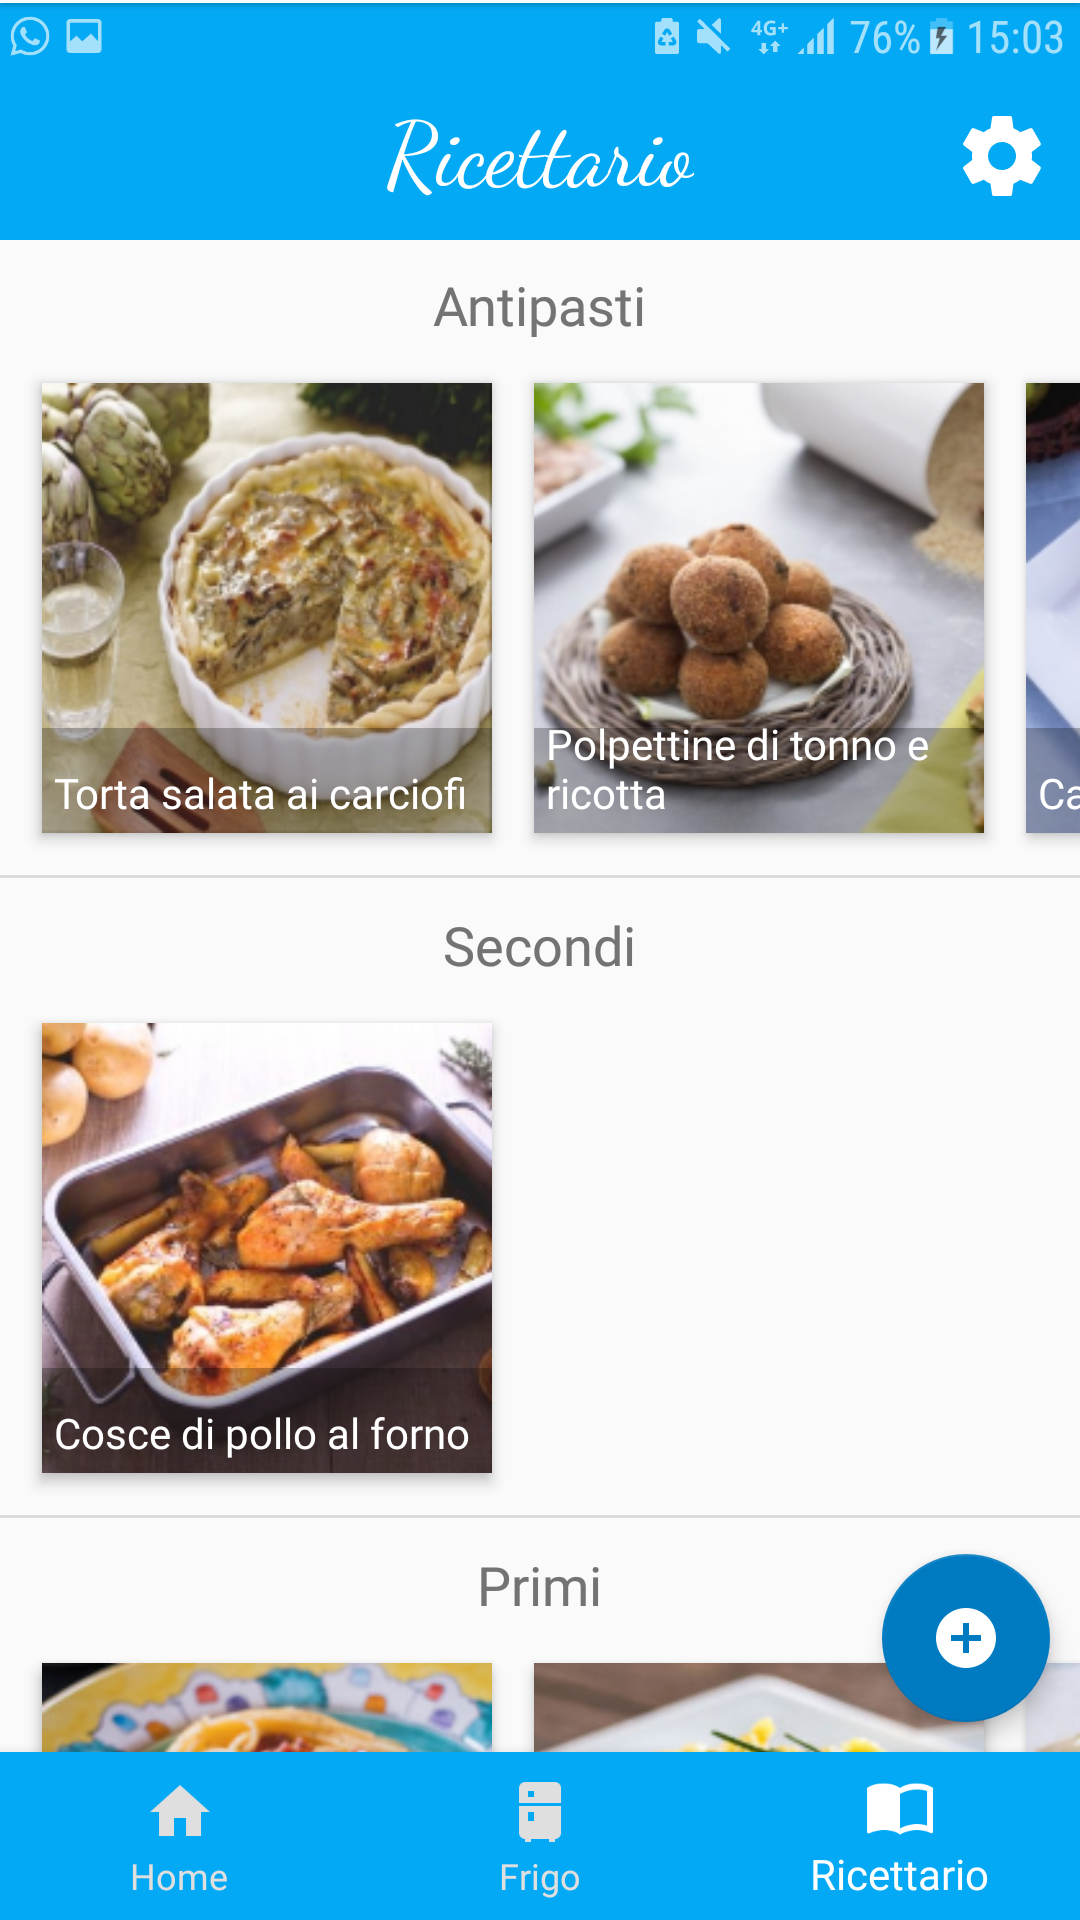 4G+ 76% 15:03
Ricettario
Antipasti
Torta salata ai carciofi
Polpettine di tonno e
ricotta
Ca
Secondi
Cosce di pollo al forno
Primi
Home
Frigo
Ricettario